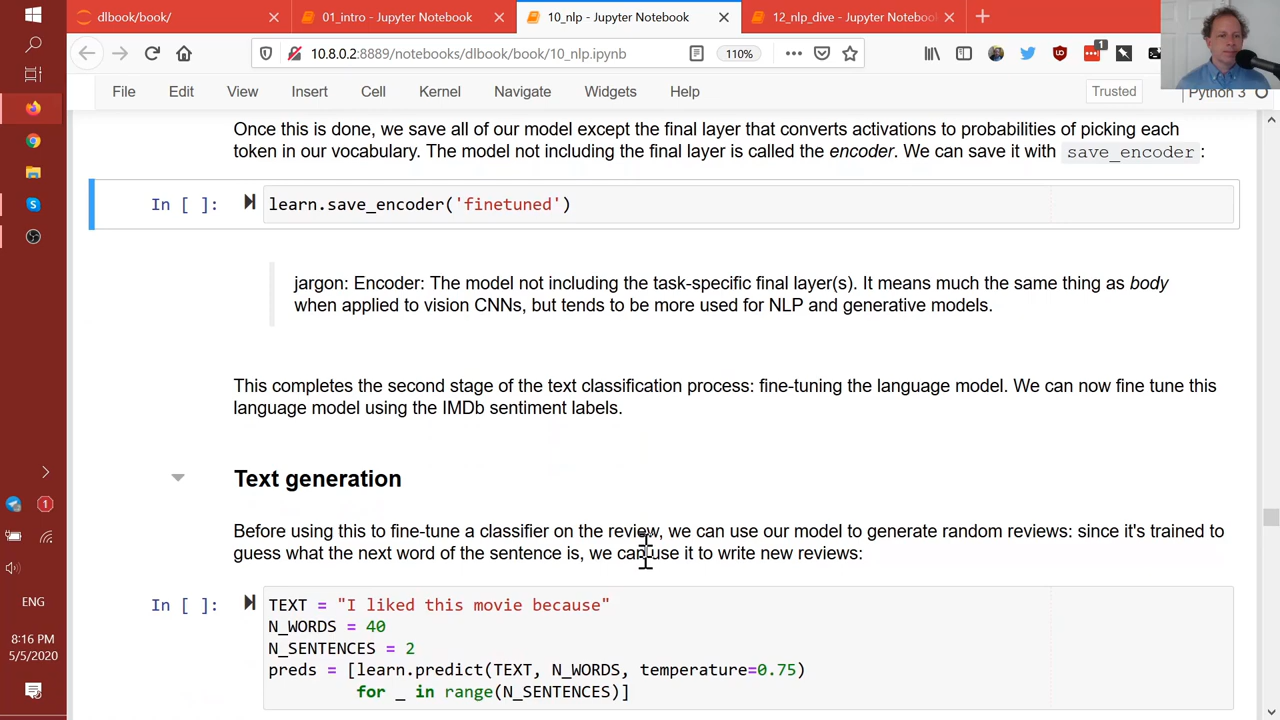 dlbook/book/
01_intro - Jupyter Notebook
10_nlp - Jupyter Notebook
12_nlp_dive - Jupyter Notebook
10.8.0.2:8889/notebooks/dlbook/book/10_nlp.ipynb
110%
1
File Edit View Insert Cell Kernel Navigate Widgets Help
Trusted
Python 3
Once this is done, we save all of our model except the final layer that converts activations to probabilities of picking each
token in our vocabulary. The model not including the final layer is called the encoder. We can save it with save_encoder :
In [ ]: learn.save_encoder('finetuned')
jargon: Encoder: The model not including the task-specific final layer(s). It means much the same thing as body
when applied to vision CNNs, but tends to be more used for NLP and generative models.
This completes the second stage of the text classification process: fine-tuning the language model. We can now fine tune this
language model using the IMDb sentiment labels.
Text generation
Before using this to fine-tune a classifier on the review, we can use our model to generate random reviews: since it's trained to
guess what the next word of the sentence is, we can use it to write new reviews:
In [ ]: TEXT = "I liked this movie because"
N_WORDS = 40
N_SENTENCES = 2
preds = [learn.predict(TEXT, N_WORDS, temperature=0.75)
for _ in range(N_SENTENCES)]
1
ENG
8:16 PM
5/5/2020